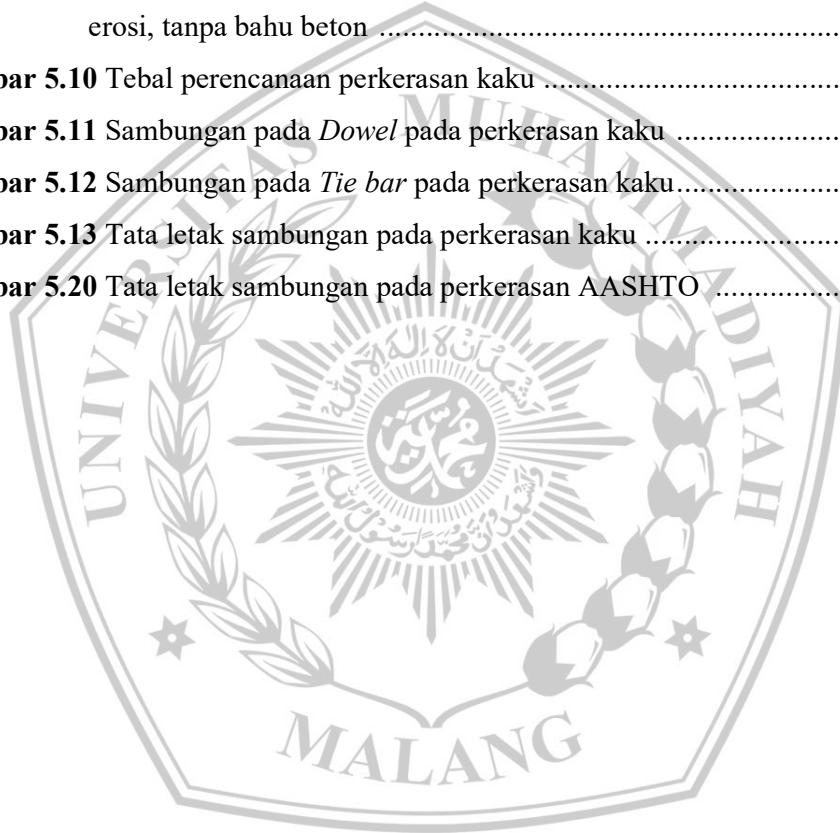 erosi, tanpa bahu beton ........................................................
bar 5.10 Tebal perencanaan perkerasan kaku ....................................
bar 5.11 Sambungan pada Dowel pada perkerasan kaku ....................
bar 5.12 Sambungan pada Tie bar pada perkerasan kaku....................
bar 5.13 Tata letak sambungan pada perkerasan kaku ........................
bar 5.20 Tata letak sambungan pada perkerasan AASHTO ................
UNIVERSITAS MUHAMMADIYAH
MALANG